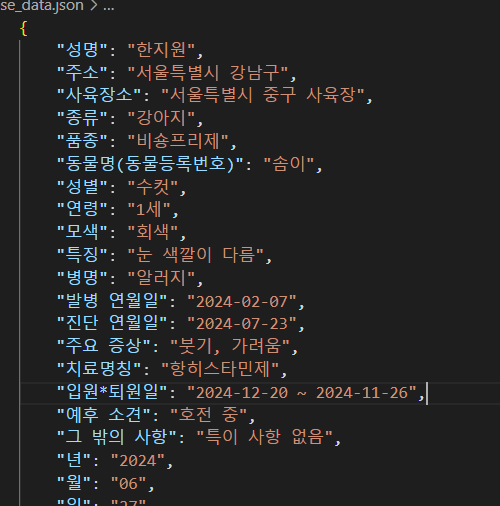 se_data.json > ...
{
"성명": "한지원",
"주소": "서울특별시 강남구",
"사육장소": "서울특별시 중구 사육장",
"종류": "강아지",
"품종": "비숑프리제",
"동물명(동물등록번호)": "솜이",
"성별": "수컷",
"연령": "1세",
"모색": "회색",
"특징": "눈 색깔이 다름",
"병명": "알러지",
"발병 연월일": "2024-02-07",
"진단 연월일": "2024-07-23",
"주요 증상": "붓기, 가려움",
"치료명칭": "항히스타민제",
"입원*퇴원일": "2024-12-20 ~ 2024-11-26",
"예후 소견": "호전 중",
"그 밖의 사항": "특이 사항 없음",
"년": "2024",
"월": "06",
"일": "27"